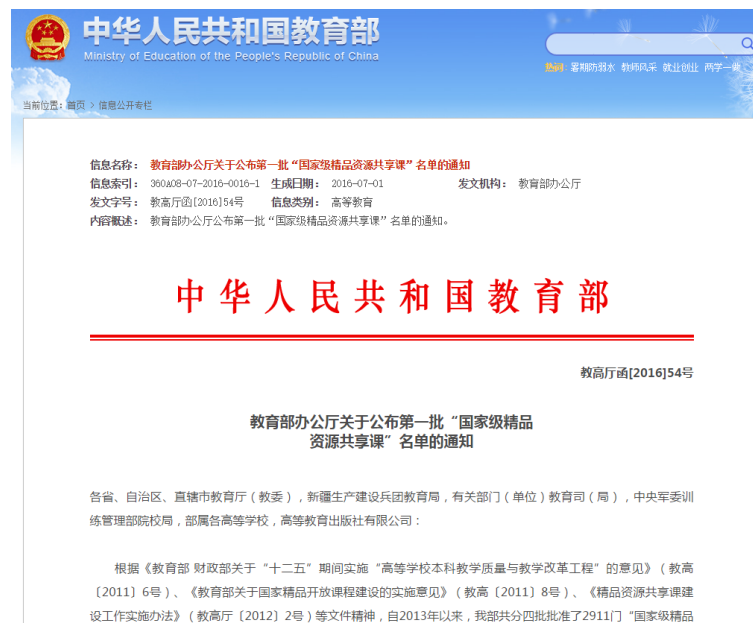 中华人民共和国教育部
Ministry of Education of the People's Republic of China
热词: 暑期防溺水 教师风采 就业创业 两学一做
当前位置: 首页 > 信息公开专栏
信息名称: 教育部办公厅关于公布第一批“国家级精品资源共享课”名单的通知
信息索引: 360A08-07-2016-0016-1 生成日期: 2016-07-01 发文机构: 教育部办公厅
发文字号: 教高厅函[2016]54号 信息类别: 高等教育
内容概述: 教育部办公厅公布第一批“国家级精品资源共享课”名单的通知。
中华人民共和国教育部
教高厅函[2016]54号
教育部办公厅关于公布第一批“国家级精品
资源共享课”名单的通知
各省、自治区、直辖市教育厅（教委），新疆生产建设兵团教育局，有关部门（单位）教育司（局），中央军委训
练管理部院校局，部属各高等学校，高等教育出版社有限公司：
根据《教育部 财政部关于“十二五”期间实施“高等学校本科教学质量与教学改革工程”的意见》（教高
〔2011〕6号）、《教育部关于国家精品开放课程建设的实施意见》（教高〔2011〕8号）、《精品资源共享课建
设工作实施办法》（教高厅〔2012〕2号）等文件精神，自2013年以来，我部共分四批批准了2911门“国家级精品